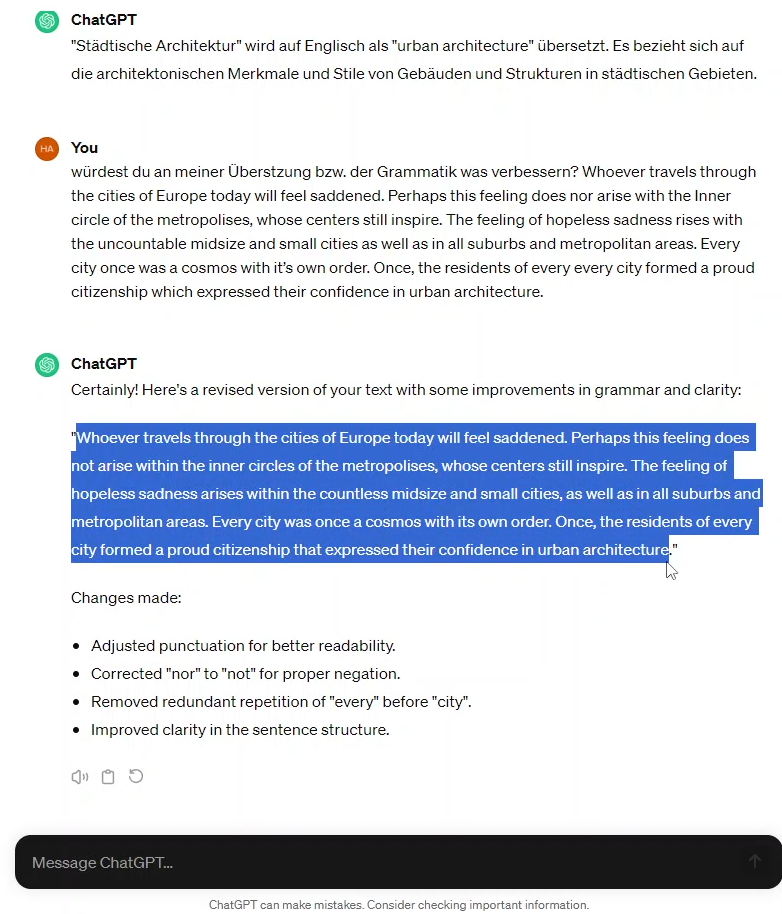 ChatGPT
"Städtische Architektur" wird auf Englisch als "urban architecture" übersetzt. Es bezieht sich auf
die architektonischen Merkmale und Stile von Gebäuden und Strukturen in städtischen Gebieten.
HA
You
würdest du an meiner Überstzung bzw. der Grammatik was verbessern? Whoever travels through
the cities of Europe today will feel saddened. Perhaps this feeling does nor arise with the Inner
circle of the metropolises, whose centers still inspire. The feeling of hopeless sadness rises with
the uncountable midsize and small cities as well as in all suburbs and metropolitan areas. Every
city once was a cosmos with it's own order. Once, the residents of every every city formed a proud
citizenship which expressed their confidence in urban architecture.
ChatGPT
Certainly! Here's a revised version of your text with some improvements in grammar and clarity:
"Whoever travels through the cities of Europe today will feel saddened. Perhaps this feeling does
not arise within the inner circles of the metropolises, whose centers still inspire. The feeling of
hopeless sadness arises within the countless midsize and small cities, as well as in all suburbs and
metropolitan areas. Every city was once a cosmos with its own order. Once, the residents of every
city formed a proud citizenship that expressed their confidence in urban architecture."
Changes made:
• Adjusted punctuation for better readability.
• Corrected "nor" to "not" for proper negation.
• Removed redundant repetition of "every" before "city".
• Improved clarity in the sentence structure.
Message ChatGPT...
ChatGPT can make mistakes. Consider checking important information.